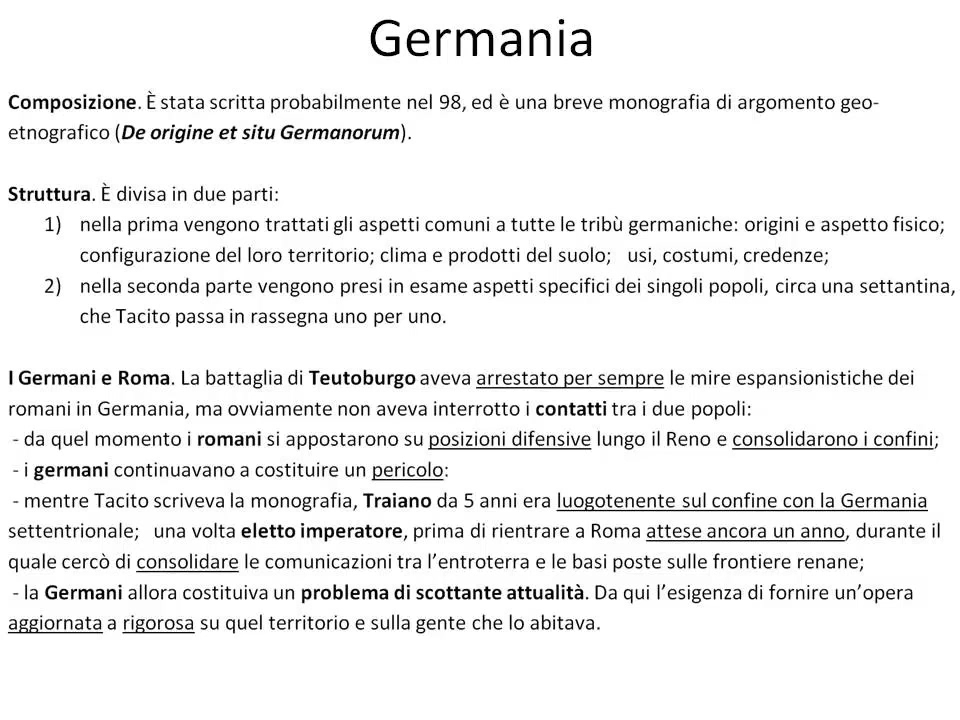 Germania
Composizione. È stata scritta probabilmente nel 98, ed è una breve monografia di argomento geo-
etnografico (De origine et situ Germanorum).
Struttura. È divisa in due parti:
1) nella prima vengono trattati gli aspetti comuni a tutte le tribù germaniche: origini e aspetto fisico;
configurazione del loro territorio; clima e prodotti del suolo; usi, costumi, credenze;
2) nella seconda parte vengono presi in esame aspetti specifici dei singoli popoli, circa una settantina,
che Tacito passa in rassegna uno per uno.
I Germani e Roma. La battaglia di Teutoburgo aveva arrestato per sempre le mire espansionistiche dei
romani in Germania, ma ovviamente non aveva interrotto i contatti tra i due popoli:
- da quel momento i romani si appostarono su posizioni difensive lungo il Reno e consolidarono i confini;
- i germani continuavano a costituire un pericolo:
- mentre Tacito scriveva la monografia, Traiano da 5 anni era luogotenente sul confine con la Germania
settentrionale; una volta eletto imperatore, prima di rientrare a Roma attese ancora un anno, durante il
quale cercò di consolidare le comunicazioni tra l’entroterra e le basi poste sulle frontiere renane;
- la Germani allora costituiva un problema di scottante attualità. Da qui l’esigenza di fornire un’opera
aggiornata a rigorosa su quel territorio e sulla gente che lo abitava.